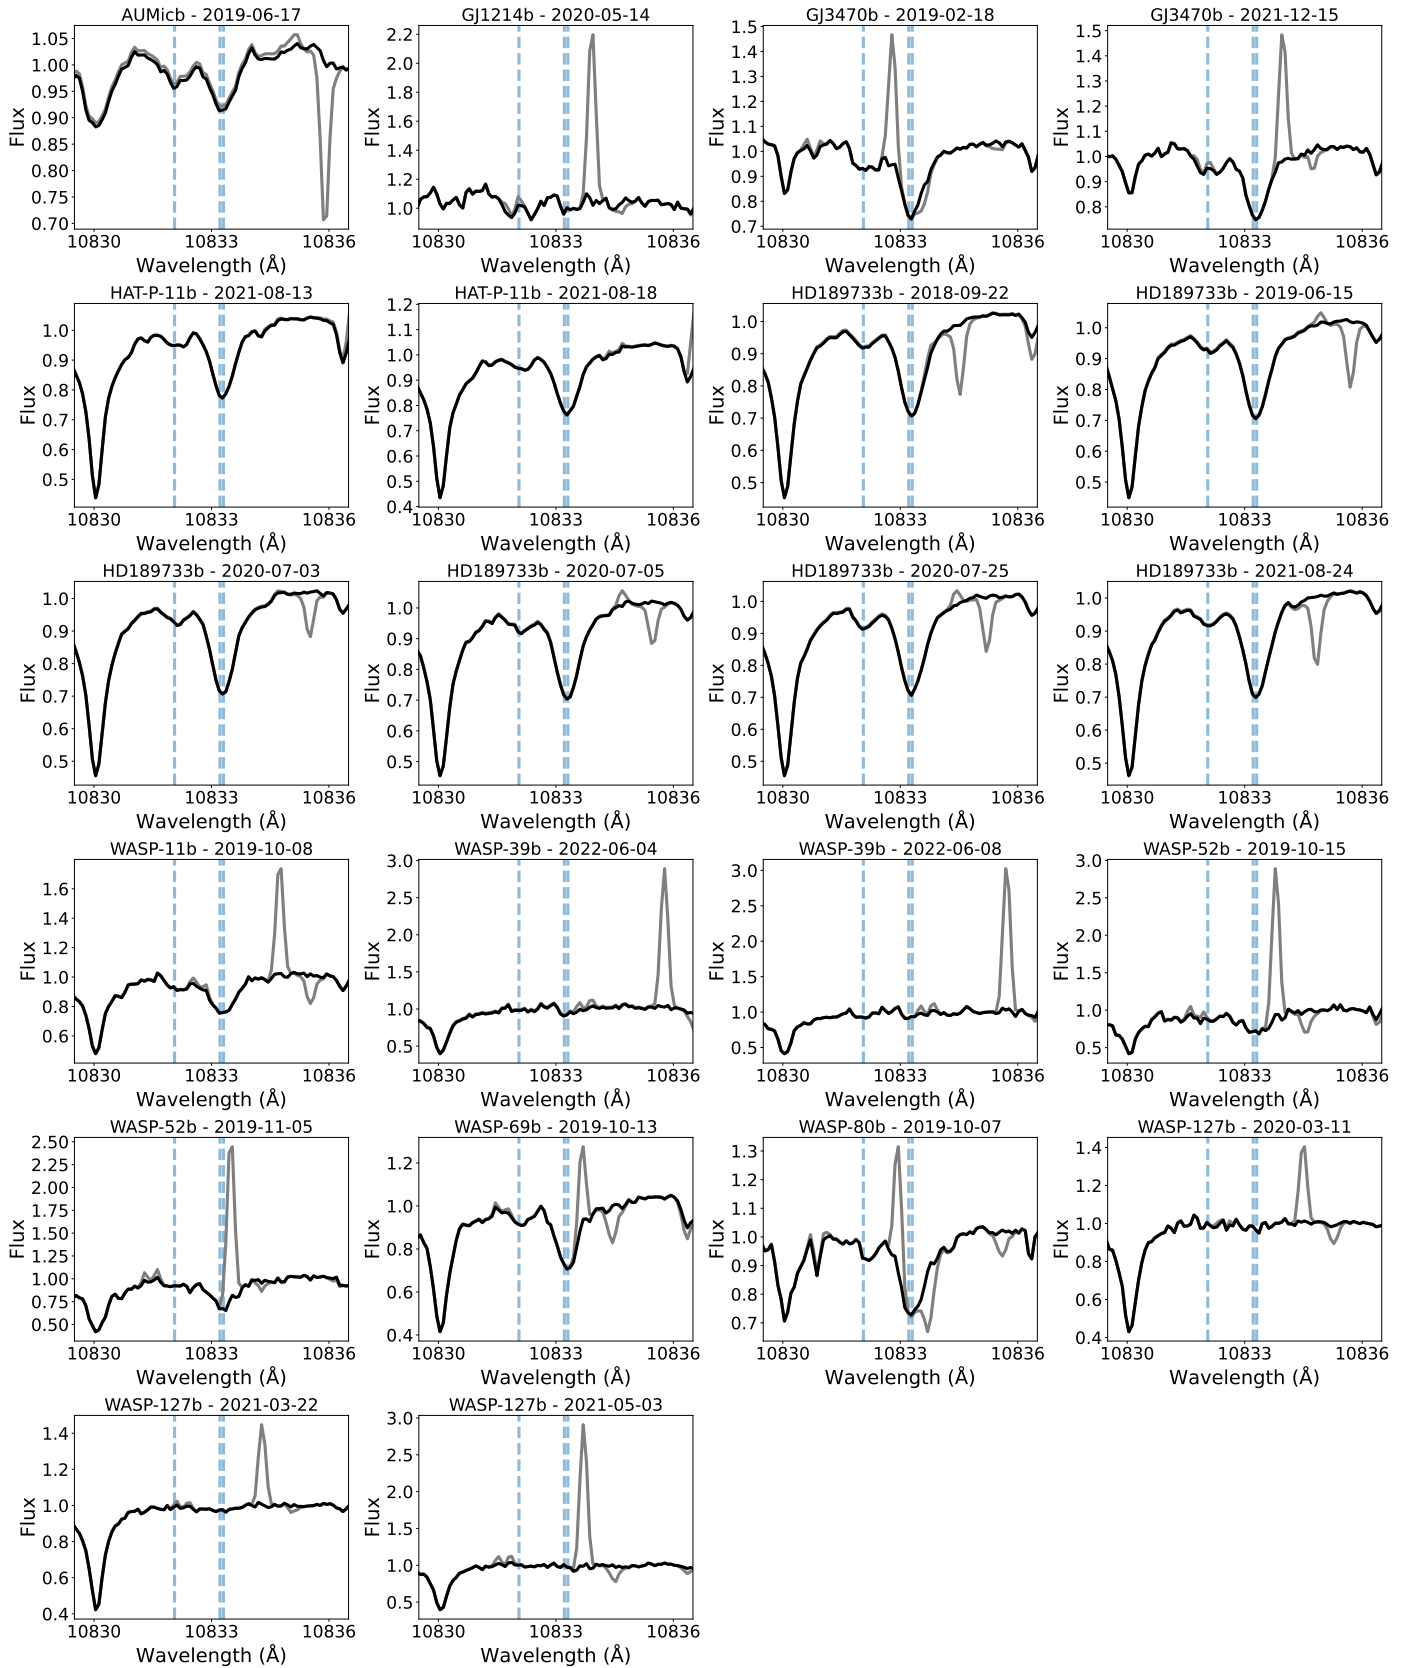 AUMicb - 2019-06-17
1.05
1.00
0.95
0.90
0.85
0.80
0.75
0.70
Flux
10830 10833 10836
Wavelength (Å)
GJ1214b - 2020-05-14
2.2
2.0
1.8
1.6
1.4
1.2
1.0
Flux
10830 10833 10836
Wavelength (Å)
GJ3470b - 2019-02-18
1.5
1.4
1.3
1.2
1.1
1.0
0.9
0.8
0.7
Flux
10830 10833 10836
Wavelength (Å)
GJ3470b - 2021-12-15
1.5
1.4
1.3
1.2
1.1
1.0
0.9
0.8
Flux
10830 10833 10836
Wavelength (Å)
HAT-P-11b - 2021-08-13
1.0
0.9
0.8
0.7
0.6
0.5
Flux
10830 10833 10836
Wavelength (Å)
HAT-P-11b - 2021-08-18
1.2
1.1
1.0
0.9
0.8
0.7
0.6
0.5
0.4
Flux
10830 10833 10836
Wavelength (Å)
HD189733b - 2018-09-22
1.0
0.9
0.8
0.7
0.6
0.5
Flux
10830 10833 10836
Wavelength (Å)
HD189733b - 2019-06-15
1.0
0.9
0.8
0.7
0.6
0.5
Flux
10830 10833 10836
Wavelength (Å)
HD189733b - 2020-07-03
1.0
0.9
0.8
0.7
0.6
0.5
Flux
10830 10833 10836
Wavelength (Å)
HD189733b - 2020-07-05
1.0
0.9
0.8
0.7
0.6
0.5
Flux
10830 10833 10836
Wavelength (Å)
HD189733b - 2020-07-25
1.0
0.9
0.8
0.7
0.6
0.5
Flux
10830 10833 10836
Wavelength (Å)
HD189733b - 2021-08-24
1.0
0.9
0.8
0.7
0.6
0.5
Flux
10830 10833 10836
Wavelength (Å)
WASP-11b - 2019-10-08
1.6
1.4
1.2
1.0
0.8
0.6
Flux
10830 10833 10836
Wavelength (Å)
WASP-39b - 2022-06-04
3.0
2.5
2.0
1.5
1.0
0.5
Flux
10830 10833 10836
Wavelength (Å)
WASP-39b - 2022-06-08
3.0
2.5
2.0
1.5
1.0
0.5
Flux
10830 10833 10836
Wavelength (Å)
WASP-52b - 2019-10-15
3.0
2.5
2.0
1.5
1.0
0.5
Flux
10830 10833 10836
Wavelength (Å)
WASP-52b - 2019-11-05
2.50
2.25
2.00
1.75
1.50
1.25
1.00
0.75
0.50
Flux
10830 10833 10836
Wavelength (Å)
WASP-69b - 2019-10-13
1.2
1.0
0.8
0.6
0.4
Flux
10830 10833 10836
Wavelength (Å)
WASP-80b - 2019-10-07
1.3
1.2
1.1
1.0
0.9
0.8
0.7
Flux
10830 10833 10836
Wavelength (Å)
WASP-127b - 2020-03-11
1.4
1.2
1.0
0.8
0.6
0.4
Flux
10830 10833 10836
Wavelength (Å)
WASP-127b - 2021-03-22
1.4
1.2
1.0
0.8
0.6
0.4
Flux
10830 10833 10836
Wavelength (Å)
WASP-127b - 2021-05-03
3.0
2.5
2.0
1.5
1.0
0.5
Flux
10830 10833 10836
Wavelength (Å)